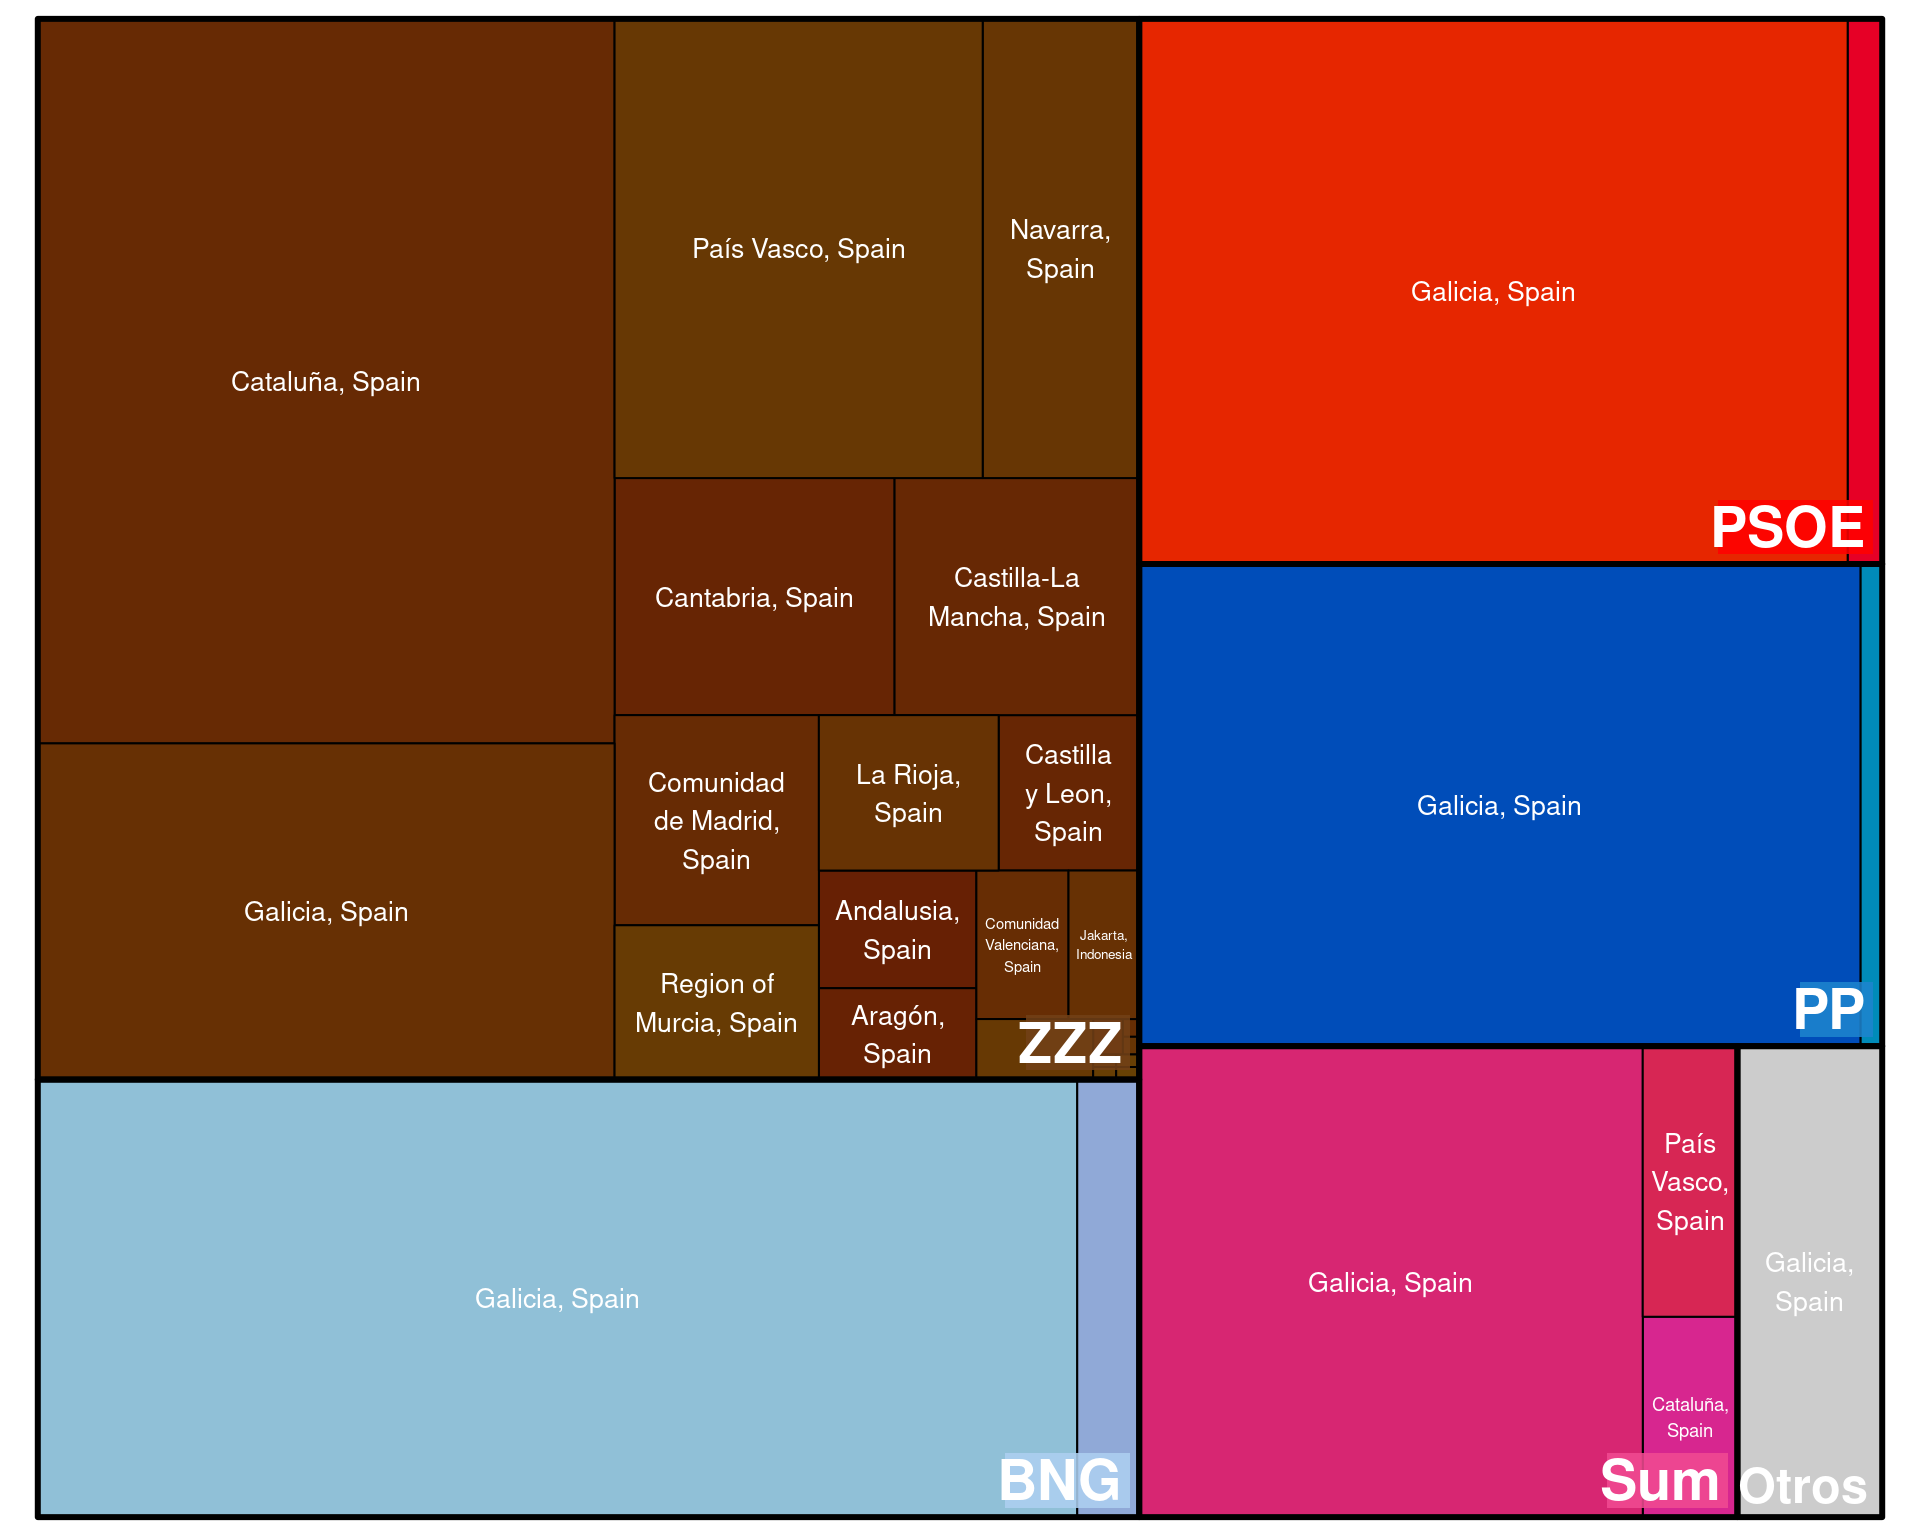 Cataluña, Spain
País Vasco, Spain
Navarra,
Spain
Cantabria, Spain
Castilla-La
Mancha, Spain
Galicia, Spain
Comunidad
de Madrid,
Spain
La Rioja,
Spain
Castilla
y Leon,
Spain
Region of
Murcia, Spain
Andalusia,
Spain
Aragón,
Spain
Comunidad
Valenciana,
Spain
Jakarta,
Indonesia
ZZZ
Galicia, Spain
BNG
Galicia, Spain
PSOE
Galicia, Spain
PP
Galicia, Spain
País
Vasco,
Spain
Cataluña,
Spain
Sum
Galicia,
Spain
Otros